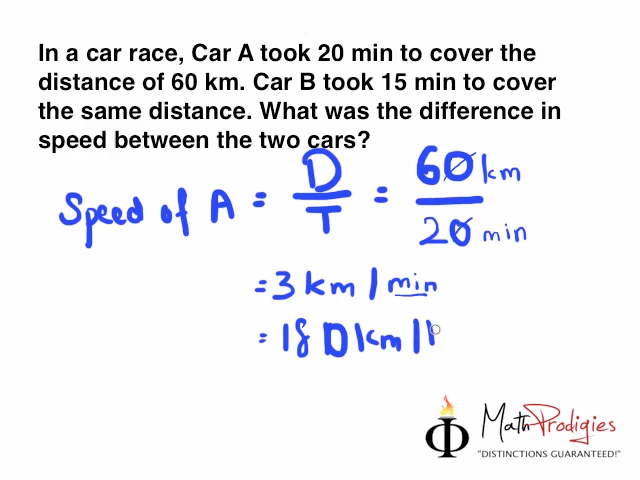 In a car race, Car A took 20 min to cover the
distance of 60 km. Car B took 15 min to cover
the same distance. What was the difference in
speed between the two cars?
Speed of A = D/T = 60 km/20 min
= 3 km / min
= 180 km / h
Math Prodigies
"DISTINCTIONS GUARANTEED!"